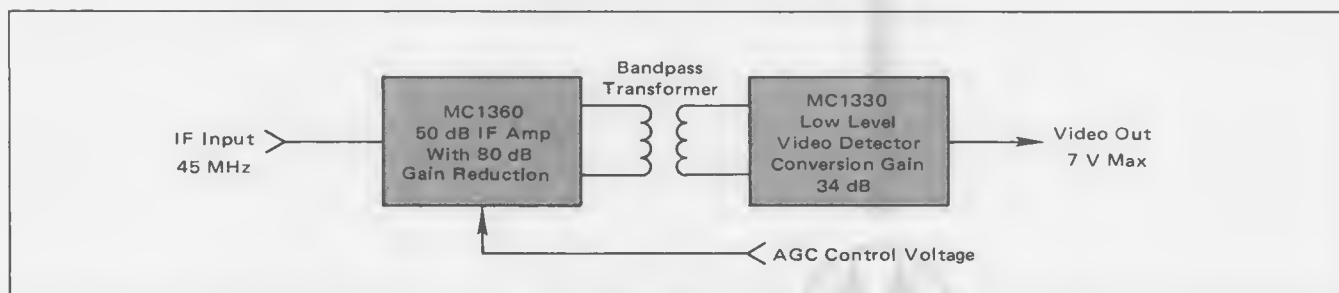 IF Input
45 MHz
MC1360
50 dB IF Amp
With 80 dB
Gain Reduction
Bandpass
Transformer
MC1330
Low Level
Video Detector
Conversion Gain
34 dB
Video Out
7 V Max
AGC Control Voltage